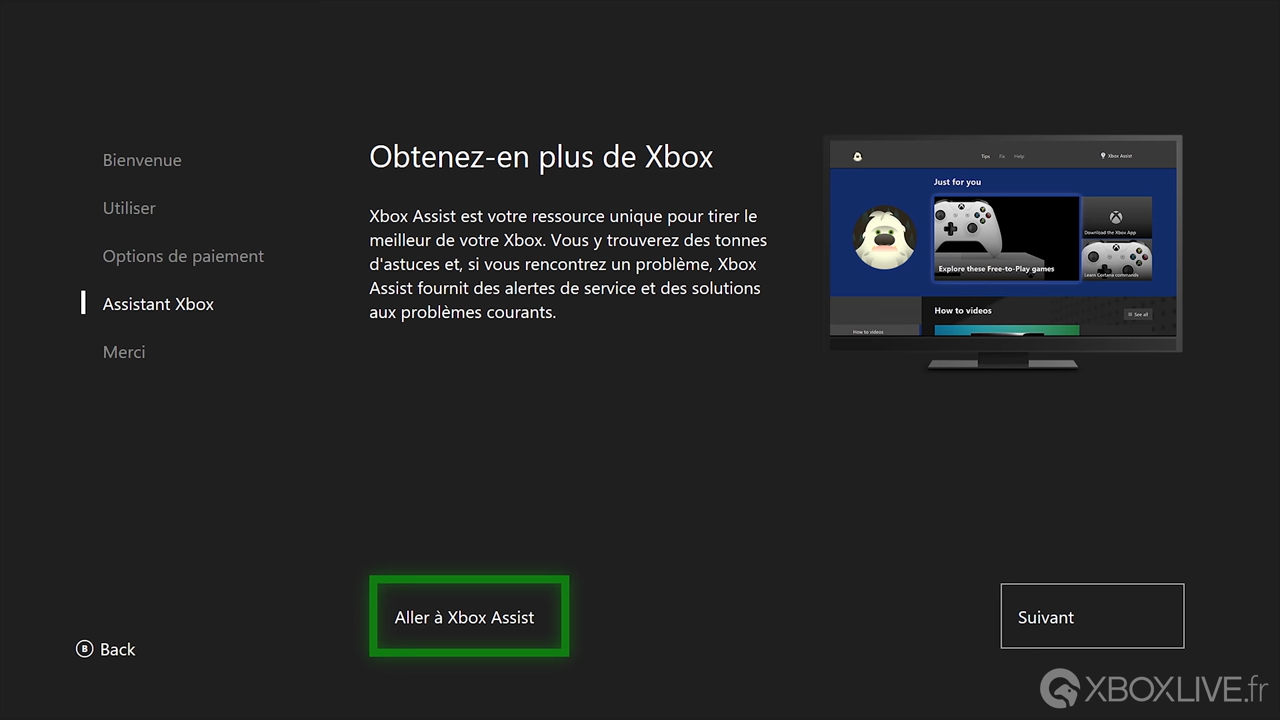 Bienvenue
Utiliser
Options de paiement
Assistant Xbox
Merci
Obtenez-en plus de Xbox
Xbox Assist est votre ressource unique pour tirer le
meilleur de votre Xbox. Vous y trouverez des tonnes
d'astuces et, si vous rencontrez un problème, Xbox
Assist fournit des alertes de service et des solutions
aux problèmes courants.
Tips Fix Help
Xbox Assist
Just for you
Explore these Free-to-Play games
Download the Xbox App
Learn Cortana commands
How to videos
See all
How to videos
Aller à Xbox Assist
Suivant
B Back
XBOXLIVE.fr